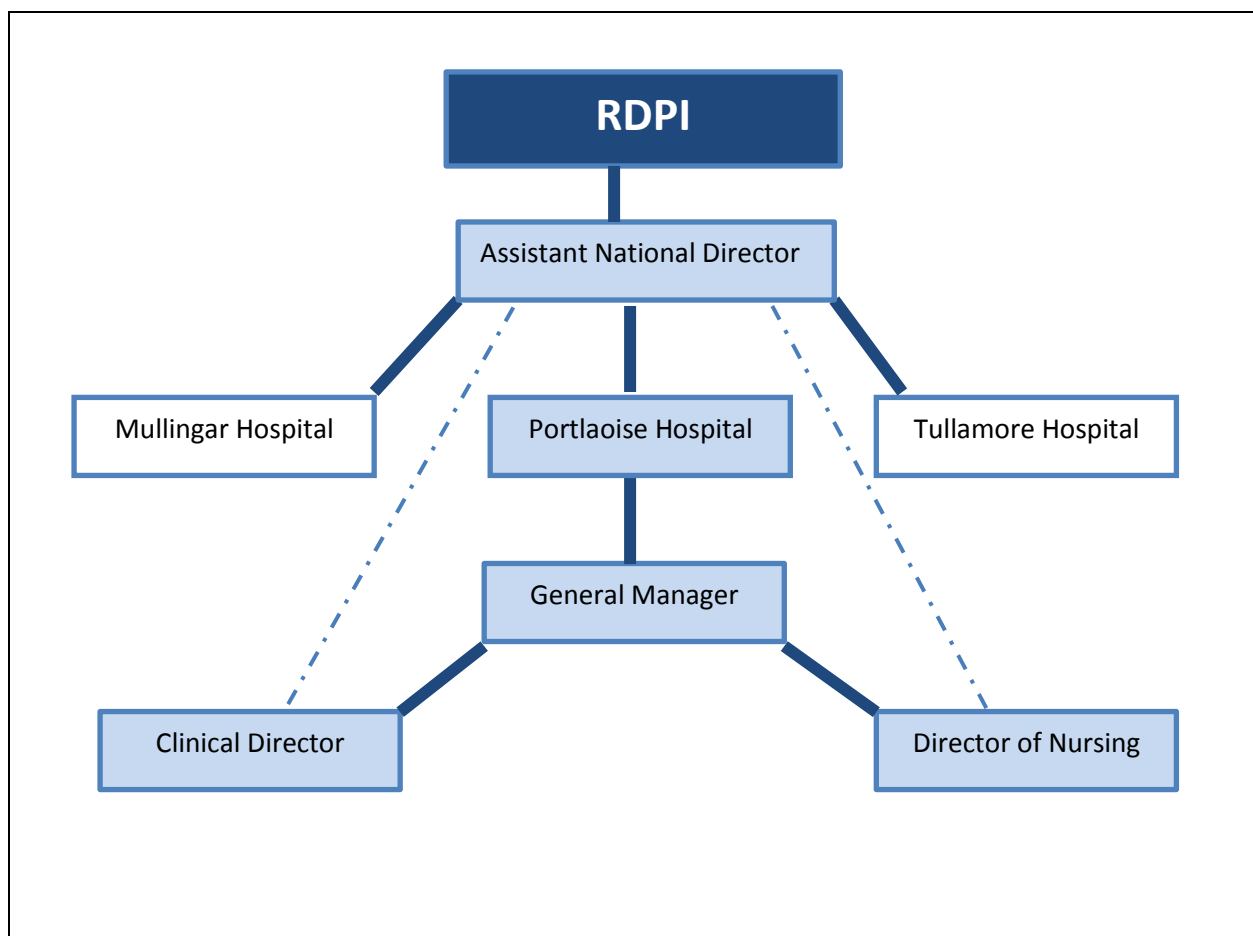 RDPI
Assistant National Director
Mullingar Hospital
Portlaoise Hospital
Tullamore Hospital
General Manager
Clinical Director
Director of Nursing